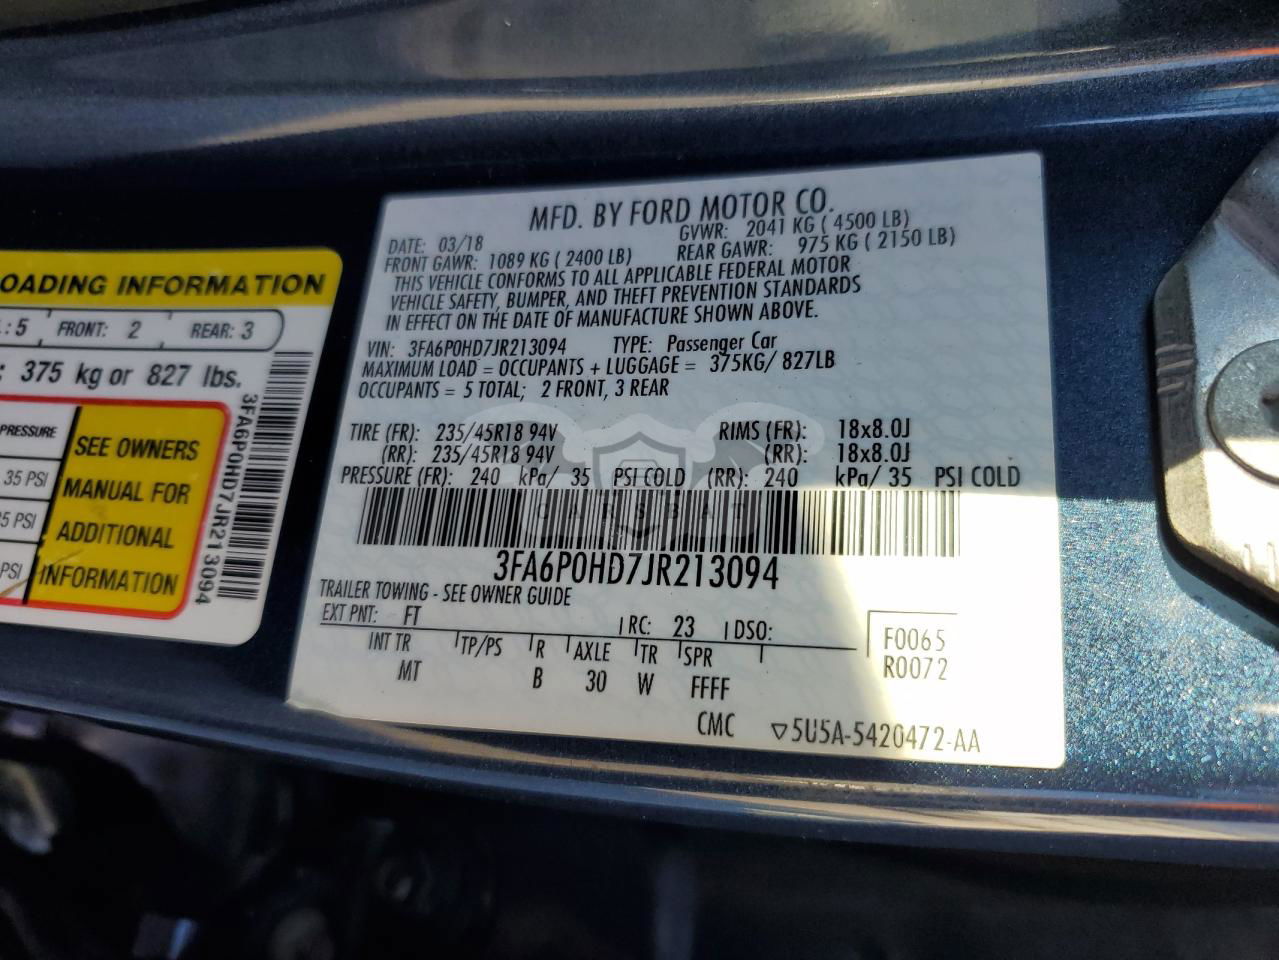 MFD. BY FORD MOTOR CO.
DATE: 03/18 GVWR: 2041 KG ( 4500 LB)
FRONT GAWR: 1089 KG ( 2400 LB) REAR GAWR: 975 KG ( 2150 LB)
THIS VEHICLE CONFORMS TO ALL APPLICABLE FEDERAL MOTOR
VEHICLE SAFETY, BUMPER, AND THEFT PREVENTION STANDARDS
IN EFFECT ON THE DATE OF MANUFACTURE SHOWN ABOVE.
VIN: 3FA6P0HD7JR213094 TYPE: Passenger Car
MAXIMUM LOAD = OCCUPANTS + LUGGAGE = 375KG/ 827LB
OCCUPANTS = 5 TOTAL; 2 FRONT, 3 REAR
TIRE (FR): 235/45R18 94V RIMS (FR): 18x8.0J
(RR): 235/45R18 94V (RR): 18x8.0J
PRESSURE (FR): 240 kPa/ 35 PSI COLD (RR): 240 kPa/ 35 PSI COLD
CARSBAT
3FA6P0HD7JR213094
TRAILER TOWING - SEE OWNER GUIDE
EXT PNT: FT RC: 23 DSO:
INT TR TP/PS R AXLE TR SPR
MT B 30 W FFFF
F0065
R0072
CMC ▽5U5A-5420472-AA
OADING INFORMATION
: 5 FRONT: 2 REAR: 3
: 375 kg or 827 lbs.
PRESSURE
35 PSI
35 PSI
PSI
SEE OWNERS
MANUAL FOR
ADDITIONAL
INFORMATION
3FA6P0HD7JR213094